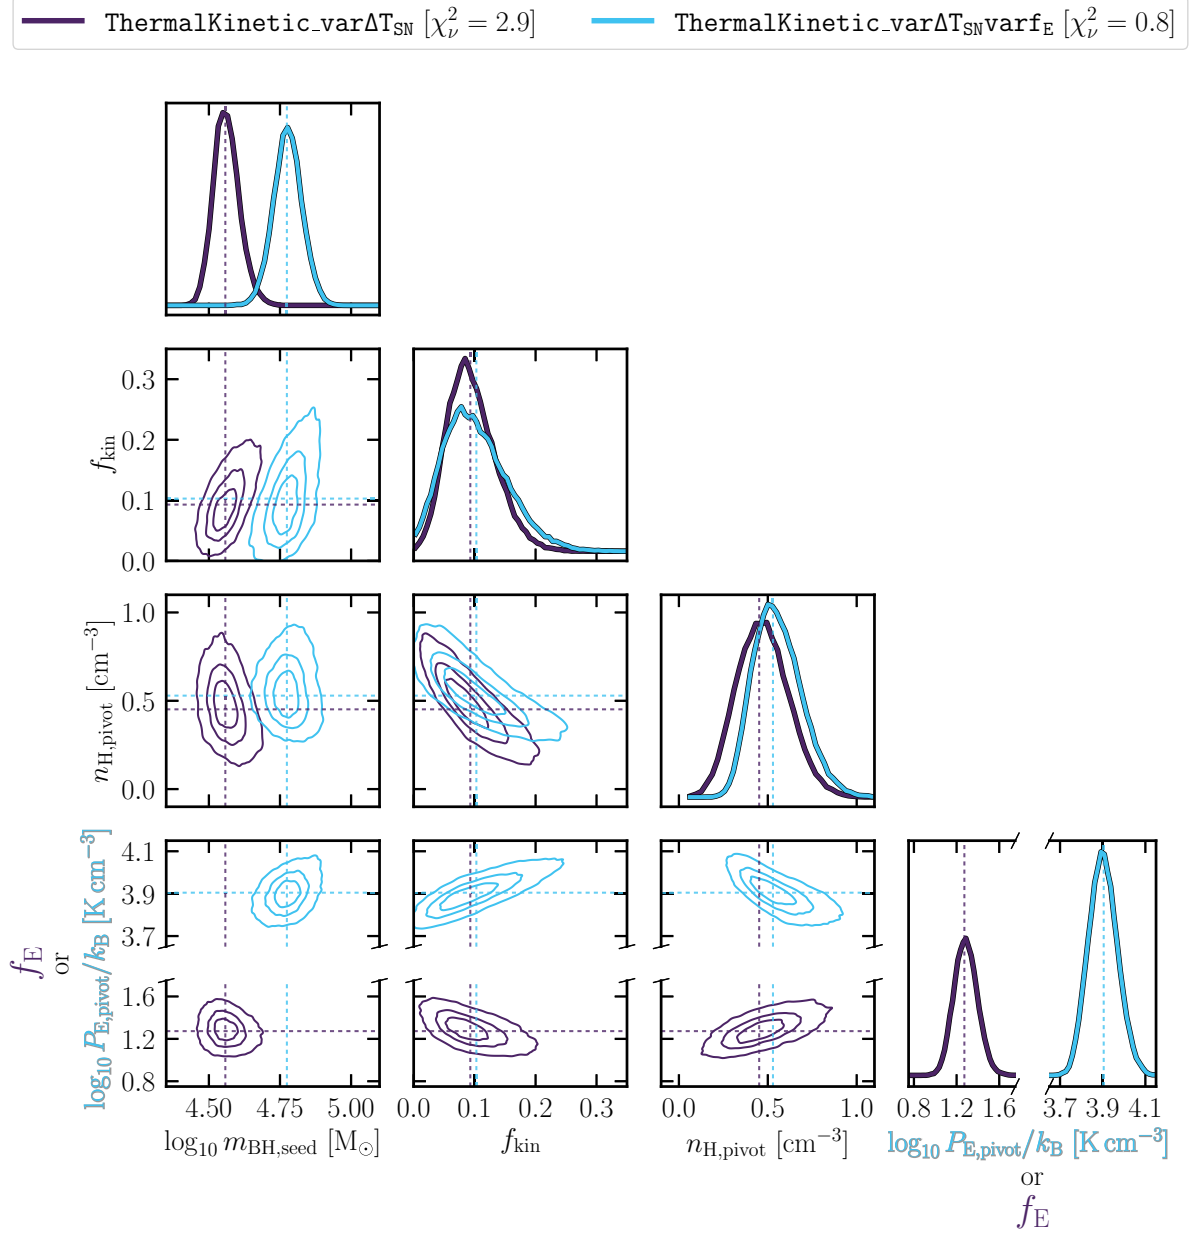 ThermalKinetic_varΔT_SN [χ²_ν = 2.9]
ThermalKinetic_varΔT_SNvarf_E [χ²_ν = 0.8]
0.3
0.2
0.1
0.0
f_kin
1.0
0.5
0.0
n_H,pivot [cm⁻³]
4.1
3.9
3.7
1.6
1.2
0.8
f_E
or
log₁₀ P_E,pivot/k_B [K cm⁻³]
4.50 4.75 5.00
log₁₀ m_BH,seed [M_⊙]
0.0 0.1 0.2 0.3
f_kin
0.0 0.5 1.0
n_H,pivot [cm⁻³]
0.8 1.2 1.6 3.7 3.9 4.1
log₁₀ P_E,pivot/k_B [K cm⁻³]
or
f_E